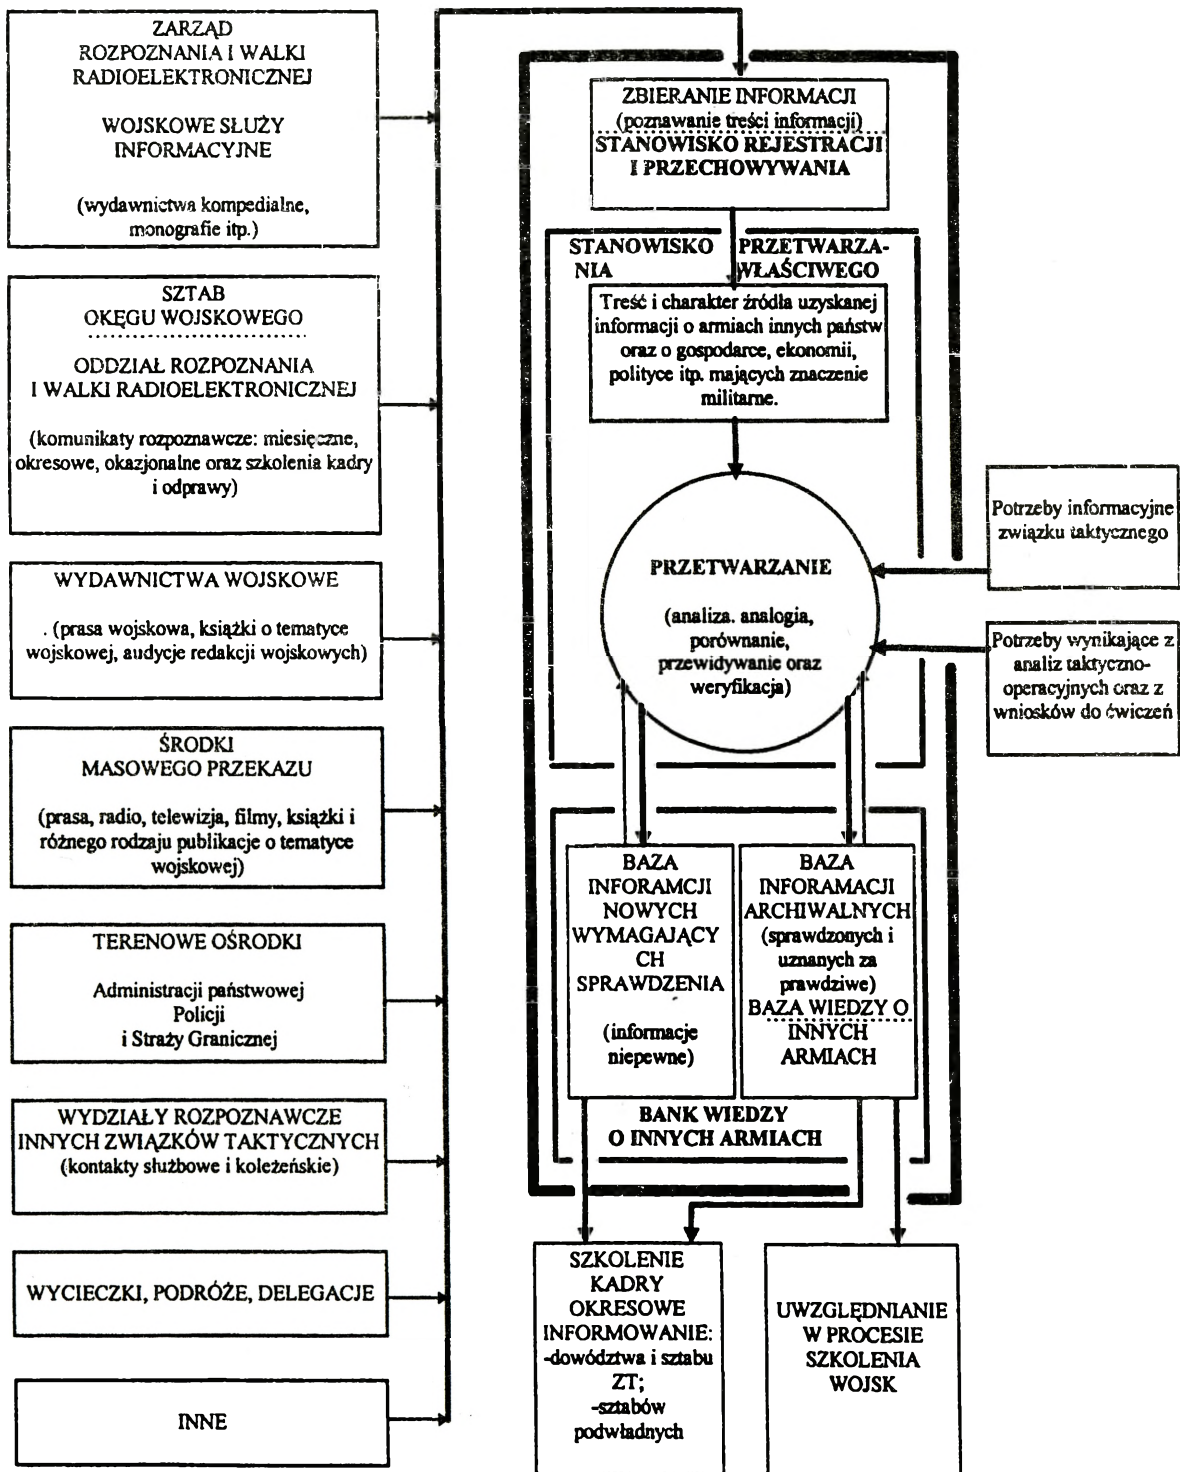 ZARZĄD
ROZPOZNANIA I WALKI
RADIOELEKTRONICZNEJ
WOJSKOWE SŁUŻY
INFORMACYJNE
(wydawnictwa kompedialne,
monografie itp.)
SZTAB
OKĘGU WOJSKOWEGO
ODDZIAŁ ROZPOZNANIA
I WALKI RADIOELEKTRONICZNEJ
(komunikaty rozpoznawcze: miesięczne,
okresowe, okazjonalne oraz szkolenia kadry
i odprawy)
WYDAWNICTWA WOJSKOWE
. (prasa wojskowa, książki o tematyce
wojskowej, audycje redakcji wojskowych)
ŚRODKI
MASOWEGO PRZEKAZU
(prasa, radio, telewizja, filmy, książki i
różnego rodzaju publikacje o tematyce
wojskowej)
TERENOWE OŚRODKI
Administracji państwowej
Policji
i Straży Granicznej
WYDZIAŁY ROZPOZNAWCZE
INNYCH ZWIĄZKÓW TAKTYCZNYCH
(kontakty służbowe i koleżeńskie)
WYCIECZKI, PODRÓŻE, DELEGACJE
INNE
ZBIERANIE INFORMACJI
(poznawanie treści informacji)
STANOWISKO REJESTRACJI
I PRZECHOWYWANIA
STANOWISKO PRZETWARZA-
NIA WŁAŚCIWEGO
Treść i charakter źródła uzyskanej
informacji o armiach innych państw
oraz o gospodarce, ekonomii,
polityce itp. mających znaczenie
militarne.
PRZETWARZANIE
(analiza. analogia,
porównanie,
przewidywanie oraz
weryfikacja)
Potrzeby informacyjne
związku taktycznego
Potrzeby wynikające z
analiz taktyczno-
operacyjnych oraz z
wniosków do ćwiczeń
BAZA
INFORAMCJI
NOWYCH
WYMAGAJĄCY
CH
SPRAWDZENIA
(informacje
niepewne)
BAZA
INFORAMACJI
ARCHIWALNYCH
(sprawdzonych i
uznanych za
prawdziwe)
BAZA WIEDZY O
INNYCH
ARMIACH
BANK WIEDZY
O INNYCH ARMIACH
SZKOLENIE
KADRY
OKRESOWE
INFORMOWANIE:
-dowództwa i sztabu
ZT;
-sztabów
podwładnych
UWZGLĘDNIANIE
W PROCESIE
SZKOLENIA
WOJSK